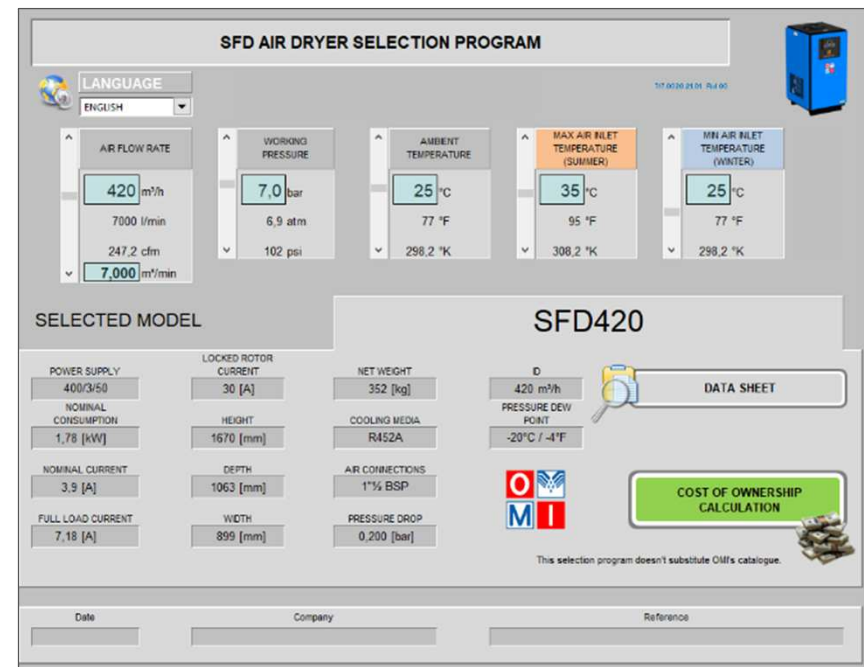 SFD AIR DRYER SELECTION PROGRAM
LANGUAGE
ENGLISH
AIR FLOW RATE
420 m³/h
7000 l/min
247,2 cfm
7,000 m³/min
WORKING
PRESSURE
7,0 bar
6,9 atm
102 psi
AMBIENT
TEMPERATURE
25 °C
77 °F
298,2 °K
MAX AIR INLET
TEMPERATURE
(SUMMER)
35 °C
95 °F
308,2 °K
MIN AIR INLET
TEMPERATURE
(WINTER)
25 °C
77 °F
298,2 °K
SELECTED MODEL
SFD420
POWER SUPPLY
400/3/50
NOMINAL
CONSUMPTION
1,78 [kW]
NOMINAL CURRENT
3,9 [A]
FULL LOAD CURRENT
7,18 [A]
LOCKED ROTOR
CURRENT
30 [A]
HEIGHT
1670 [mm]
DEPTH
1063 [mm]
WIDTH
899 [mm]
NET WEIGHT
352 [kg]
COOLING MEDIA
R452A
AIR CONNECTIONS
1"½ BSP
PRESSURE DROP
0,200 [bar]
ID
420 m³/h
PRESSURE DEW
POINT
-20°C / -4°F
DATA SHEET
OMI
COST OF OWNERSHIP
CALCULATION
This selection program doesn't substitute OMI's catalogue.
Date
Company
Reference